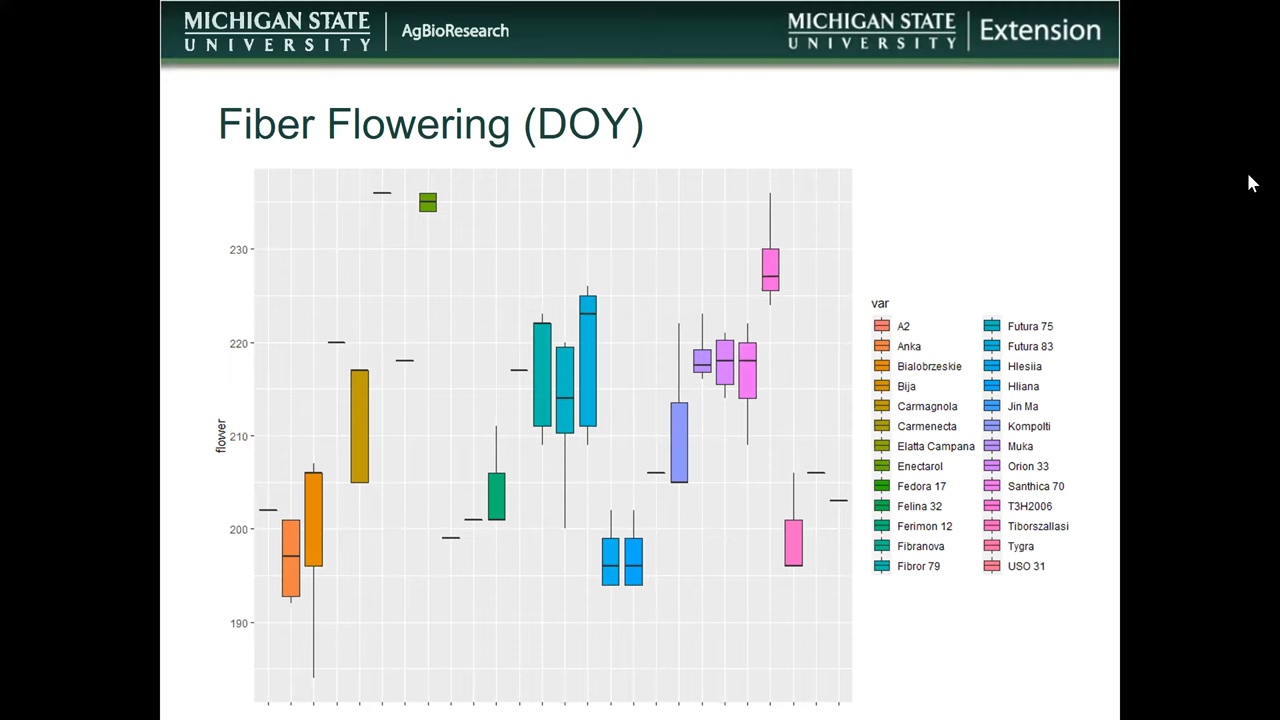 MICHIGAN STATE
UNIVERSITY
AgBioResearch
MICHIGAN STATE
UNIVERSITY
Extension
Fiber Flowering (DOY)
230
220
210
200
190
flower
var
A2
Anka
Bialobrzeskie
Bija
Carmagnola
Carmenecta
Elatta Campana
Enectarol
Fedora 17
Felina 32
Ferimon 12
Fibranova
Fibror 79
Futura 75
Futura 83
Hlesiia
Hliana
Jin Ma
Kompolti
Muka
Orion 33
Santhica 70
T3H2006
Tiborszallasi
Tygra
USO 31